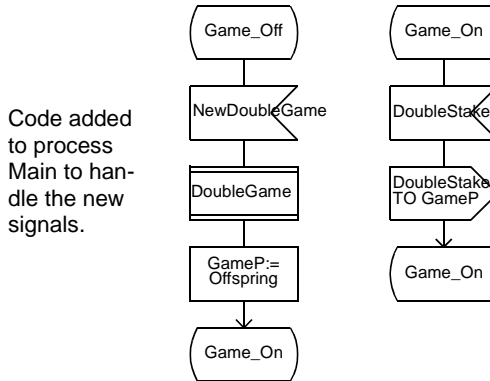 Code added
to process
Main to han-
dle the new
signals.
Game_Off
NewDoubleGame
DoubleGame
GameP:=
Offspring
Game_On
Game_On
DoubleStake
DoubleStake
TO GameP
Game_On